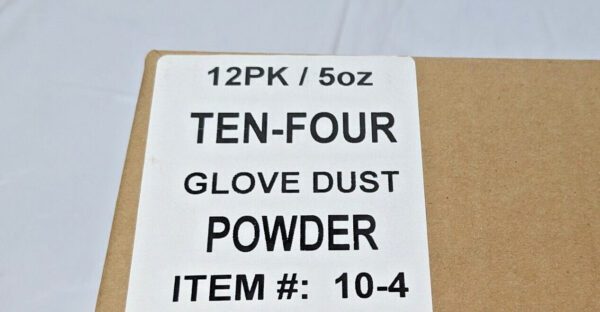 12PK / 5oz
TEN-FOUR
GLOVE DUST
POWDER
ITEM #: 10-4